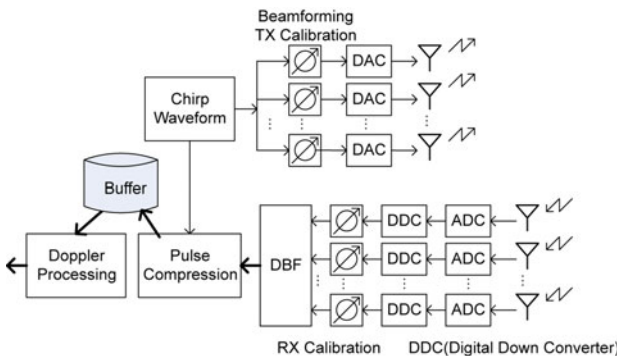 Beamforming
TX Calibration
DAC
Chirp
Waveform
DAC
DAC
Buffer
DDC
ADC
Doppler
Processing
Pulse
Compression
DBF
DDC
ADC
DDC
ADC
RX Calibration
DDC(Digital Down Converter)